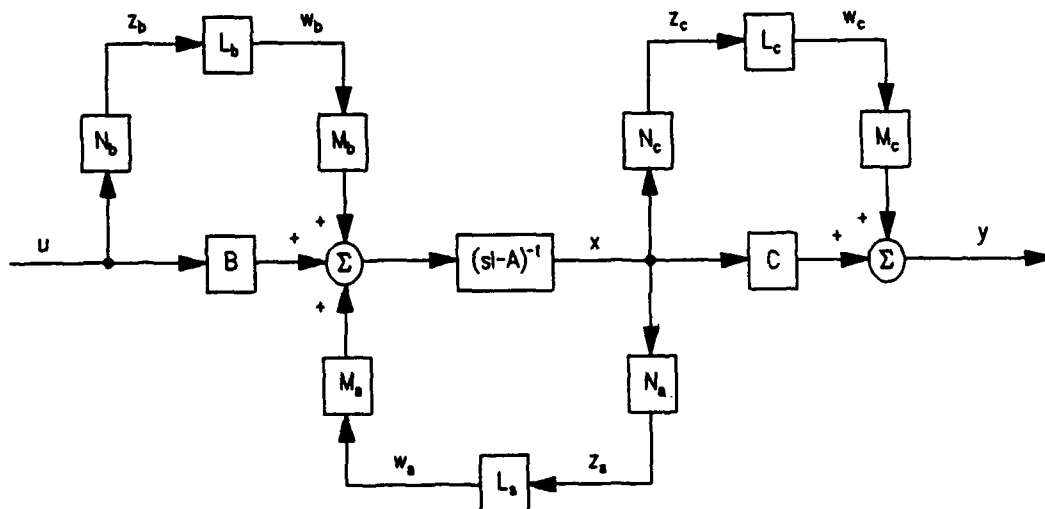 z_b L_b w_b z_c L_c w_c
N_b M_b N_c M_c
+ +
u B + Σ (sI-A)⁻¹ x C + Σ y
+
M_a N_a
w_a L_a z_a